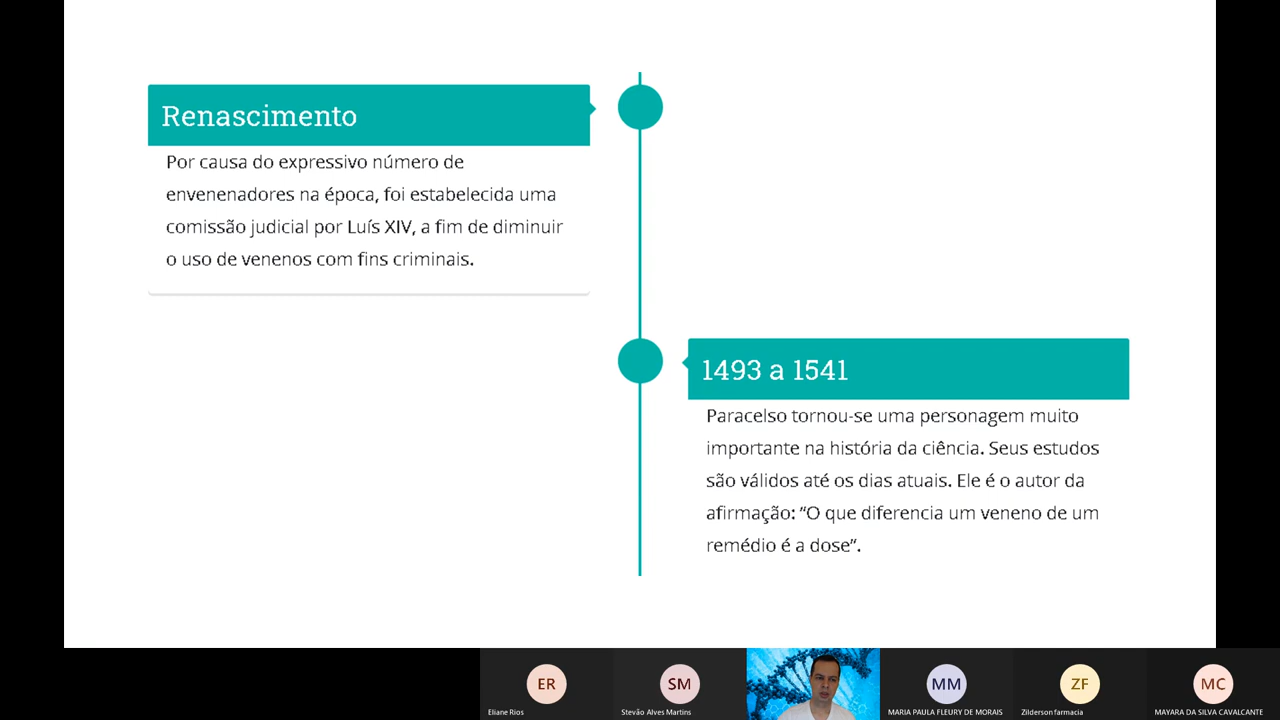 Renascimento
Por causa do expressivo número de
envenenadores na época, foi estabelecida uma
comissão judicial por Luís XIV, a fim de diminuir
o uso de venenos com fins criminais.
1493 a 1541
Paracelso tornou-se uma personagem muito
importante na história da ciência. Seus estudos
são válidos até os dias atuais. Ele é o autor da
afirmação: “O que diferencia um veneno de um
remédio é a dose”.
ER
SM
MM
ZF
MC
Eliane Rios
Stevão Alves Martins
MARIA PAULA FLEURY DE MORAIS
Zilderson farmacia
MAYARA DA SILVA CAVALCANTE